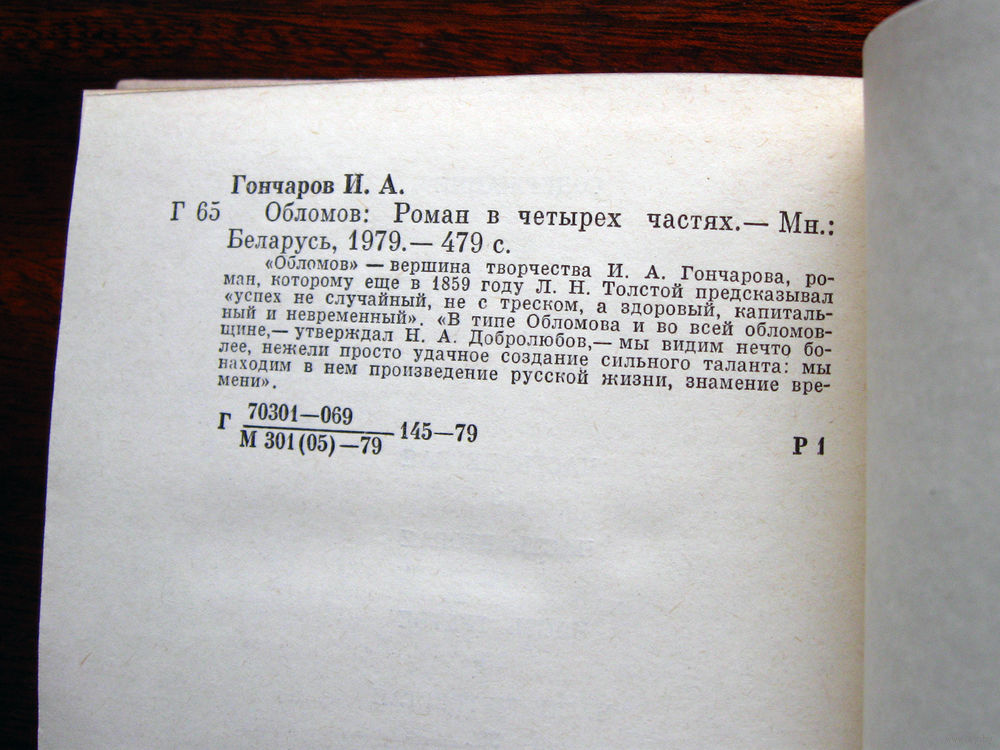 Гончаров И. А.
Г 65 Обломов: Роман в четырех частях.— Мн.:
Беларусь, 1979.— 479 с.
«Обломов» — вершина творчества И. А. Гончарова, ро-
ман, которому еще в 1859 году Л. Н. Толстой предсказывал
«успех не случайный, не с треском, а здоровый, капиталь-
ный и невременный». «В типе Обломова и во всей обломов-
щине,— утверждал Н. А. Добролюбов,— мы видим нечто бо-
лее, нежели просто удачное создание сильного таланта: мы
находим в нем произведение русской жизни, знамение вре-
мени».
Г 70301—069
М 301(05)—79 145—79
Р 1